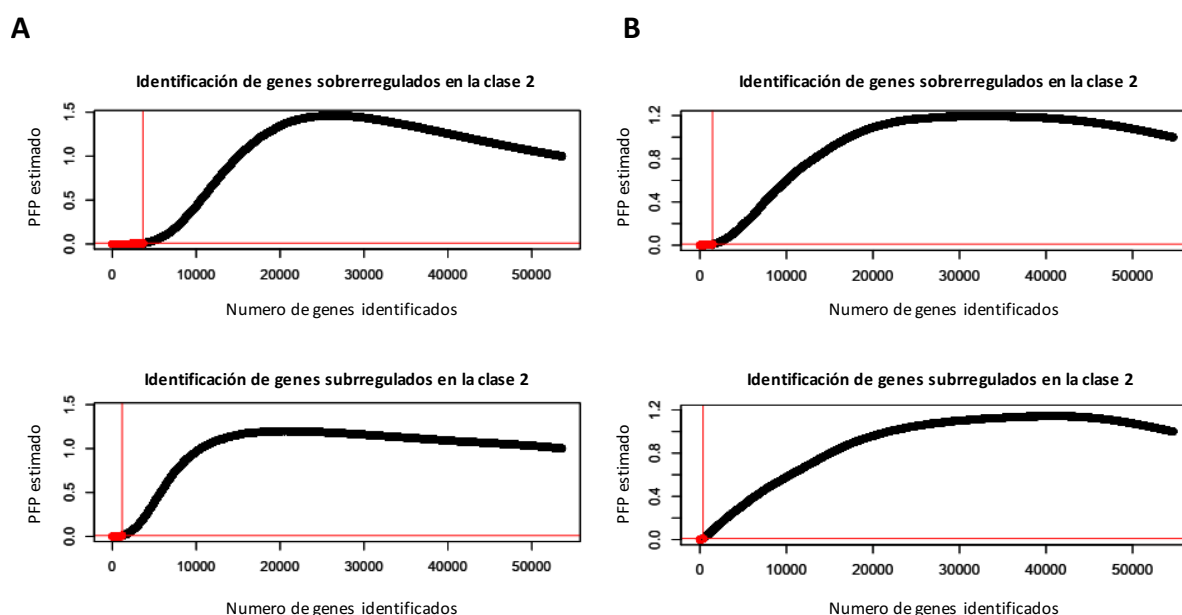 A
B
Identificación de genes sobrerregulados en la clase 2
PFP estimado
0.0 0.5 1.0 1.5
0 10000 20000 30000 40000 50000
Numero de genes identificados
Identificación de genes sobrerregulados en la clase 2
PFP estimado
0.0 0.4 0.8 1.2
0 10000 20000 30000 40000 50000
Numero de genes identificados
Identificación de genes subrregulados en la clase 2
PFP estimado
0.0 0.5 1.0 1.5
0 10000 20000 30000 40000 50000
Numero de genes identificados
Identificación de genes subrregulados en la clase 2
PFP estimado
0.0 0.4 0.8 1.2
0 10000 20000 30000 40000 50000
Numero de genes identificados